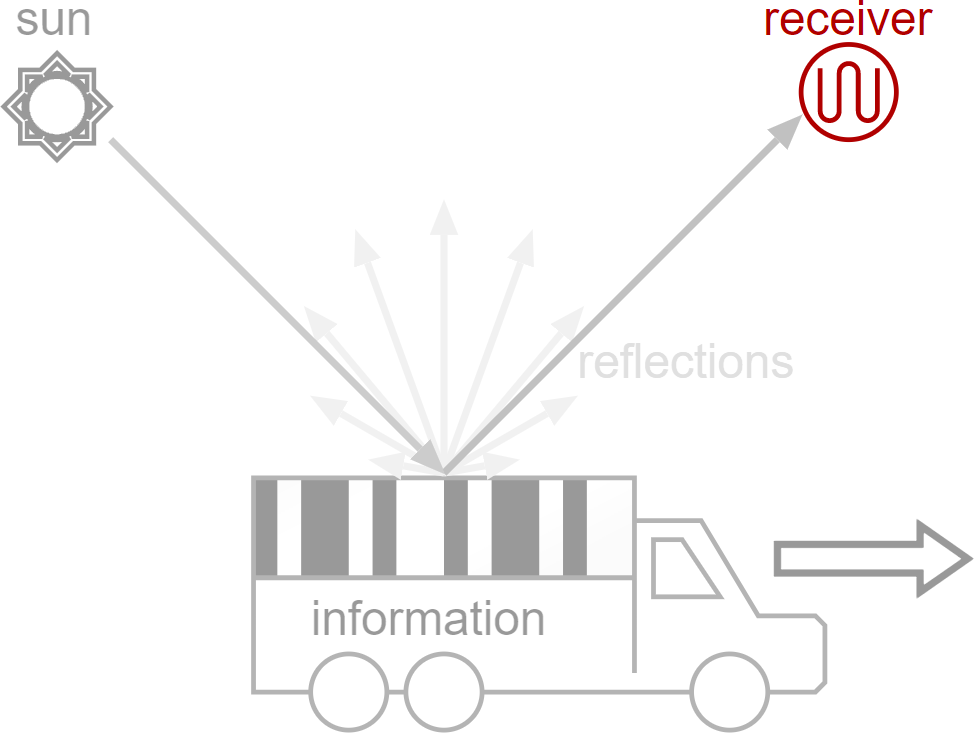 sun
receiver
reflections
information